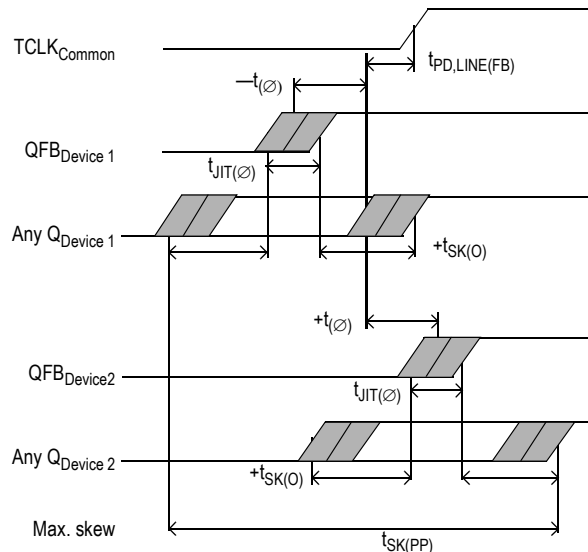 TCLKCommon
tPD,LINE(FB)
—t(∅)
QFBDevice 1
tJIT(∅)
Any QDevice 1
+tSK(O)
+t(∅)
QFBDevice2
tJIT(∅)
Any QDevice 2
+tSK(O)
Max. skew
tSK(PP)